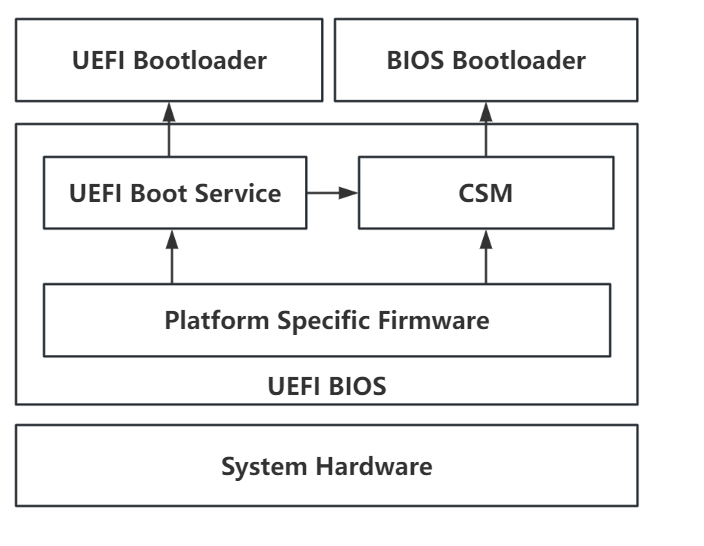 UEFI Bootloader
BIOS Bootloader
UEFI Boot Service
CSM
Platform Specific Firmware
UEFI BIOS
System Hardware